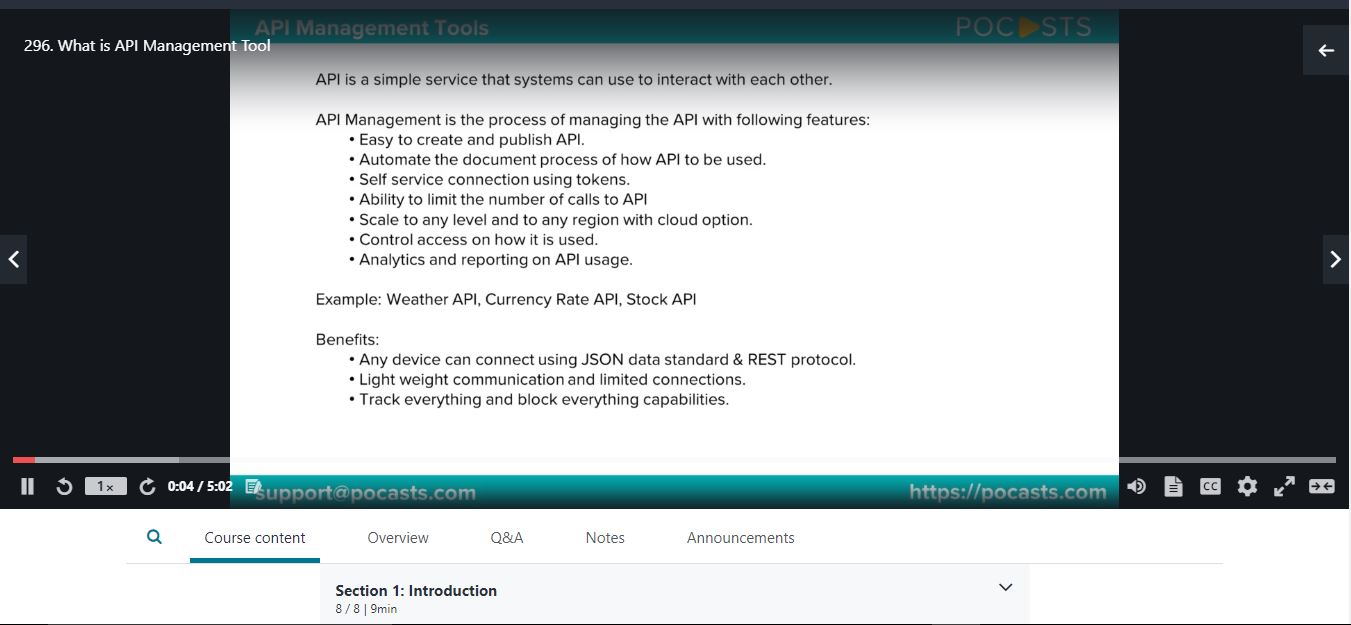 API Management Tools
POCASTS
296. What is API Management Tool
API is a simple service that systems can use to interact with each other.
API Management is the process of managing the API with following features:
• Easy to create and publish API.
• Automate the document process of how API to be used.
• Self service connection using tokens.
• Ability to limit the number of calls to API
• Scale to any level and to any region with cloud option.
• Control access on how it is used.
• Analytics and reporting on API usage.
Example: Weather API, Currency Rate API, Stock API
Benefits:
• Any device can connect using JSON data standard & REST protocol.
• Light weight communication and limited connections.
• Track everything and block everything capabilities.
1x
0:04 / 5:02
support@pocasts.com
https://pocasts.com
CC
Course content
Overview
Q&A
Notes
Announcements
Section 1: Introduction
8 / 8 | 9min